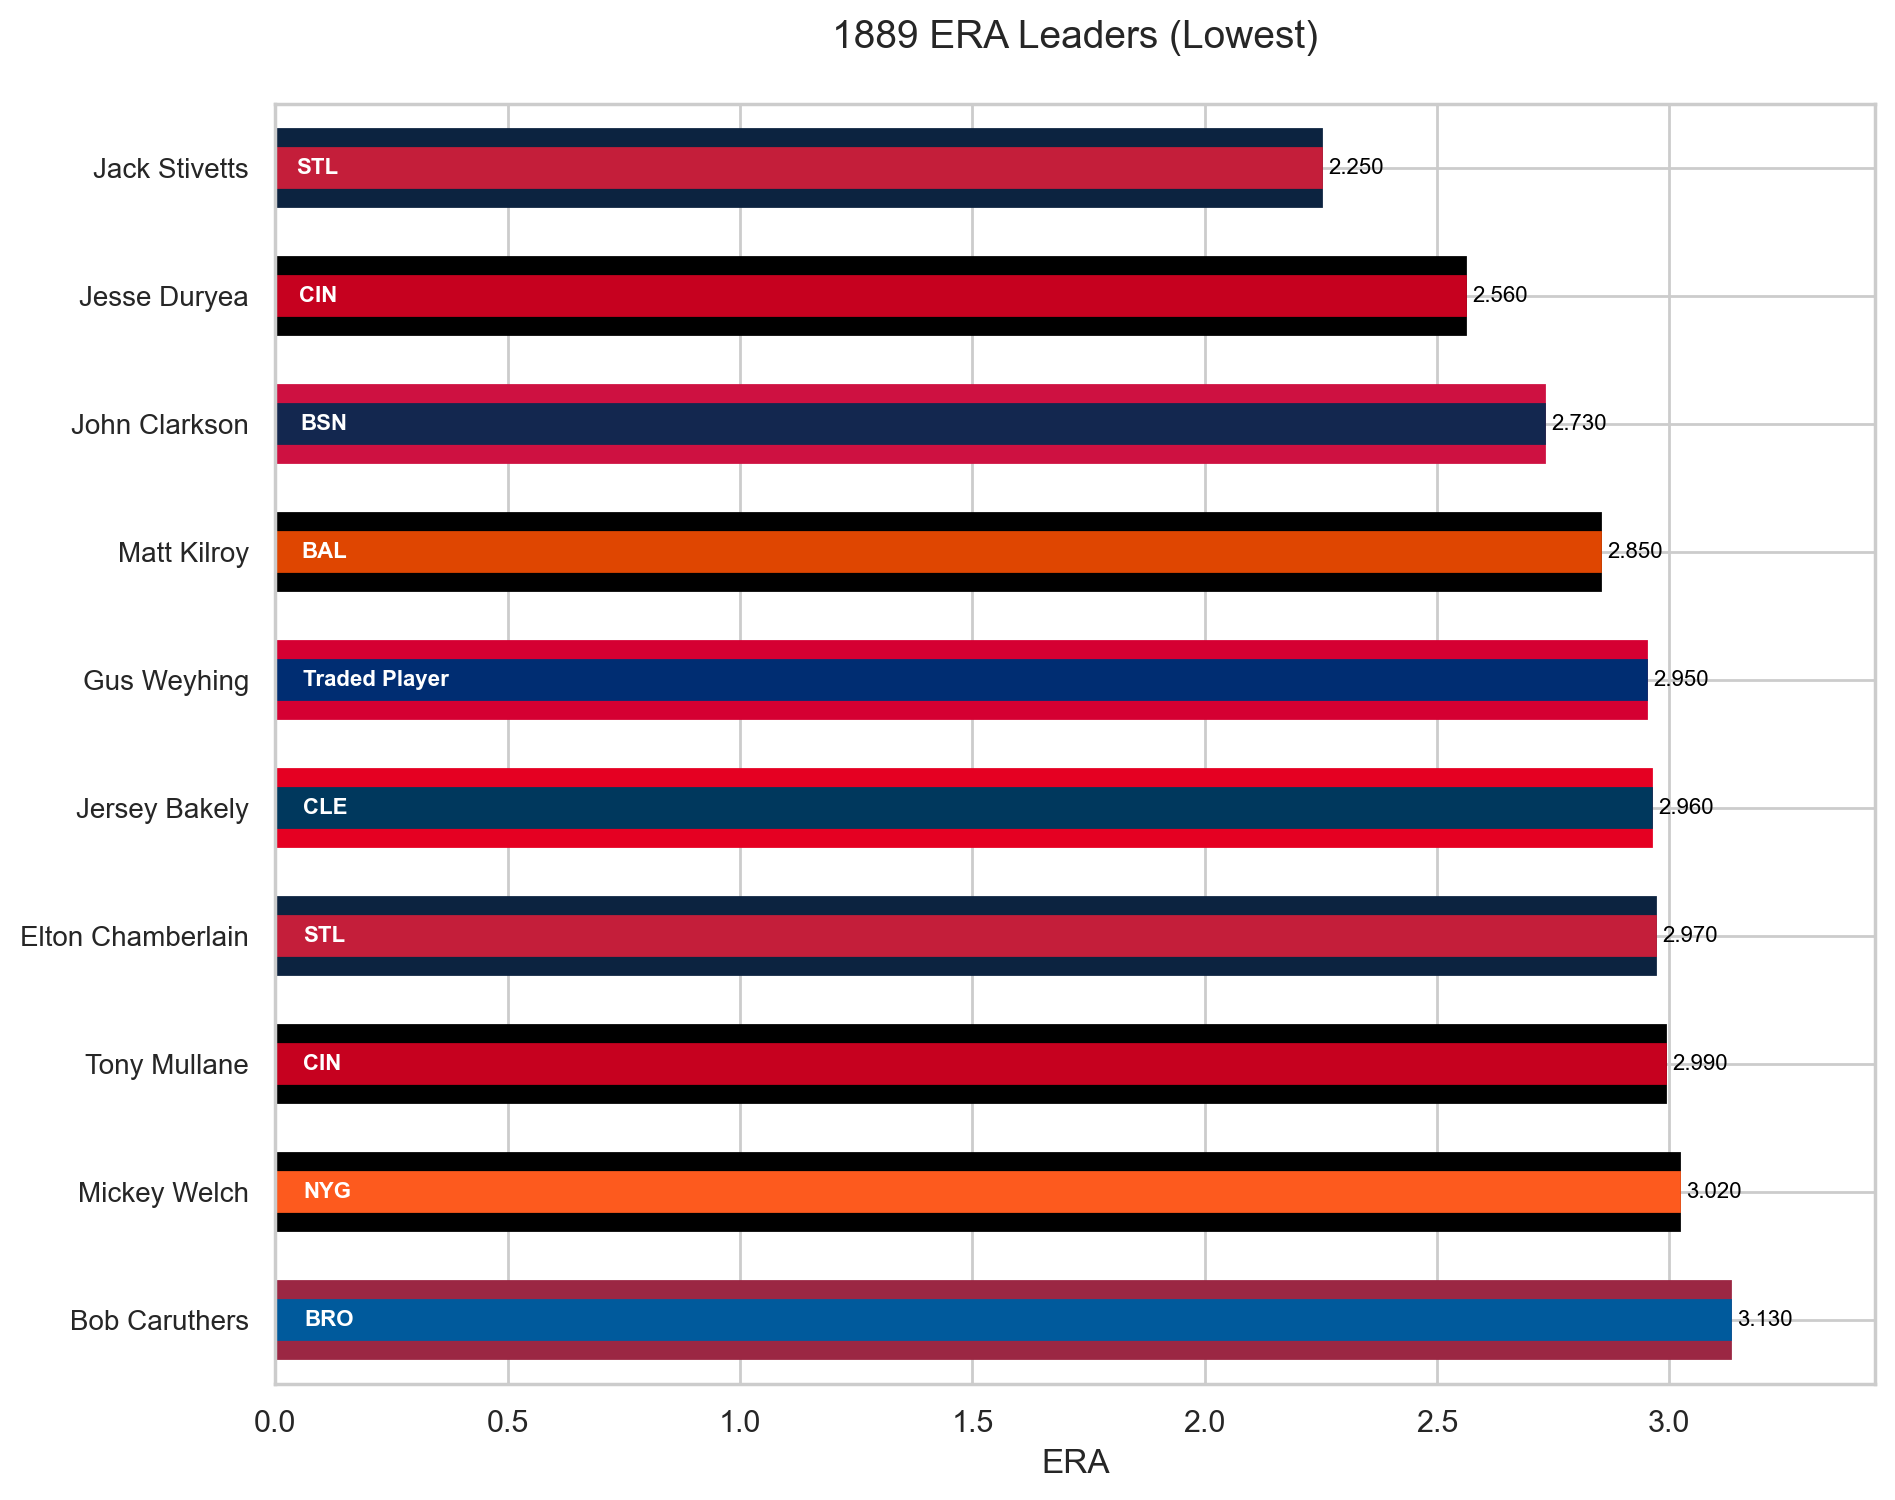 1889 ERA Leaders (Lowest)
Jack Stivetts STL 2.250
Jesse Duryea CIN 2.560
John Clarkson BSN 2.730
Matt Kilroy BAL 2.850
Gus Weyhing Traded Player 2.950
Jersey Bakely CLE 2.960
Elton Chamberlain STL 2.970
Tony Mullane CIN 2.990
Mickey Welch NYG 3.020
Bob Caruthers BRO 3.130
0.0 0.5 1.0 1.5 2.0 2.5 3.0
ERA